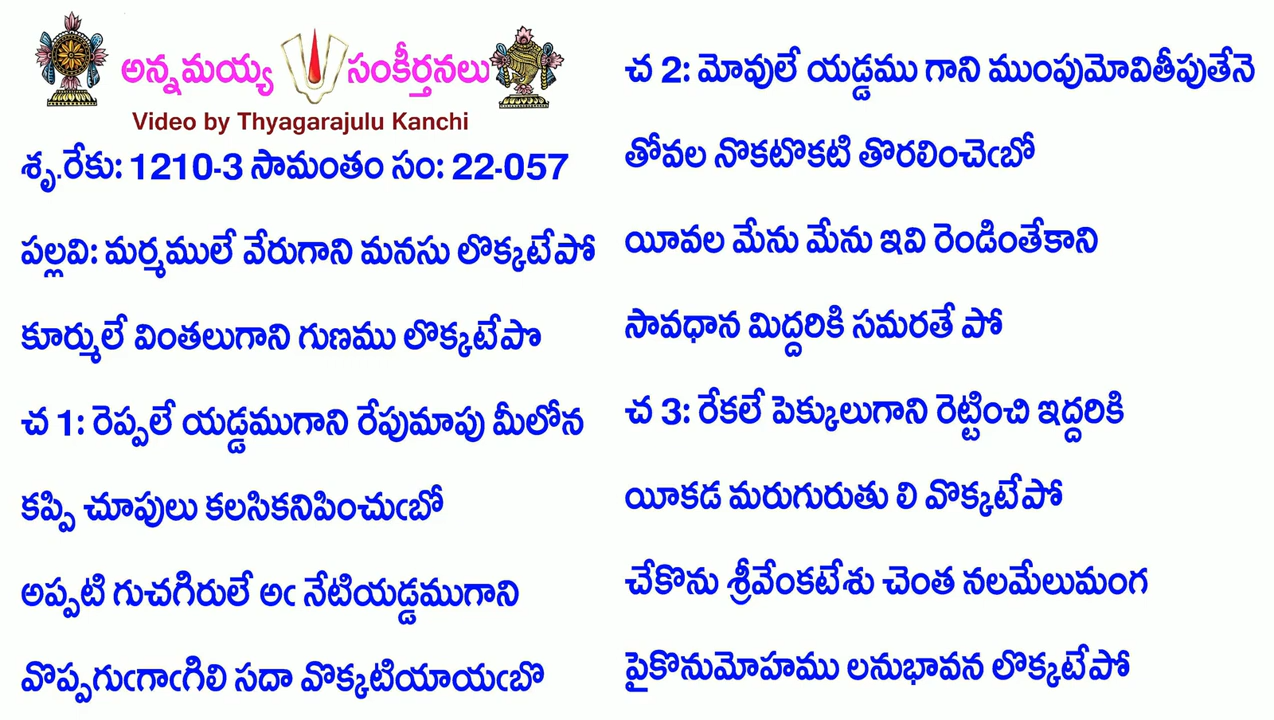 అన్నమయ్య సంకీర్తనలు
Video by Thyagarajulu Kanchi
శృ.రేకు: 1210-3 సామంతం సం: 22-057
పల్లవి: మర్మములే వేరుగాని మనసు లొక్కటేపో
కూర్ములే వింతలుగాని గుణము లొక్కటేపొ
చ 1: రెప్పలే యడ్డముగాని రేపుమాపు మీలోన
కప్పి చూపులు కలసికనిపించుఁబో
అప్పటి గుచగిరులే అఁ నేటియడ్డముగాని
వొప్పగుఁగాఁగిలి సదా వొక్కటియాయఁబొ
చ 2: మోవులే యడ్డము గాని ముంపుమోవితీపుతేనె
తోవల నొకటొకటి తొరలించెఁబో
యీవల మేను మేను ఇవి రెండింతేకాని
సావధాన మిద్దరికి సమరతే పో
చ 3: రేకలే పెక్కులుగాని రెట్టించి ఇద్దరికి
యీకడ మరుగురుతు లి వొక్కటేపో
చేకొను శ్రీవేంకటేశు చెంత నలమేలుమంగ
పైకొనుమోహము లనుభావన లొక్కటేపో